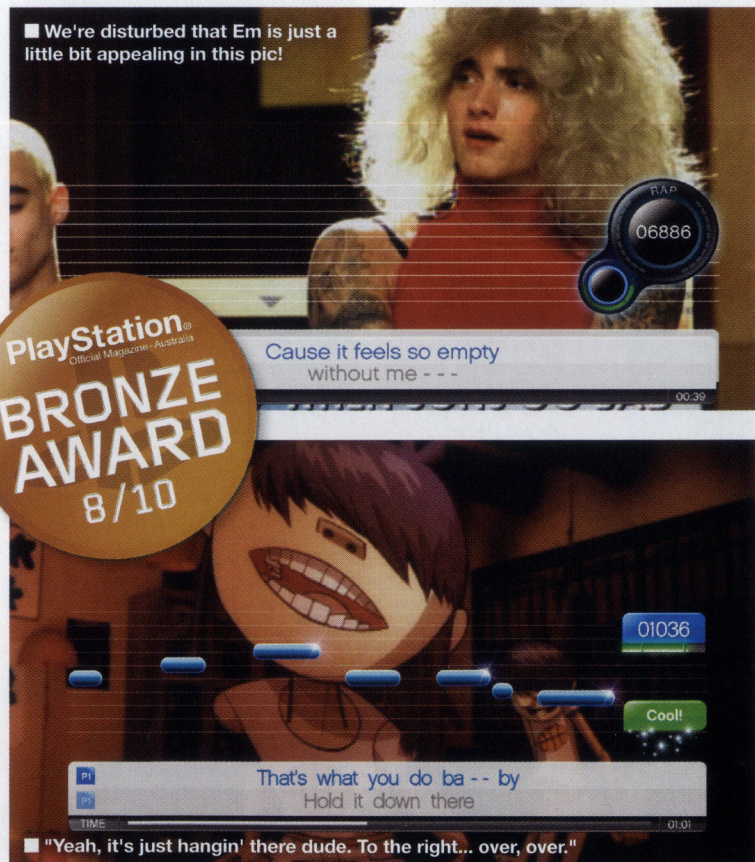 ■ We're disturbed that Em is just a
little bit appealing in this pic!
RAP
06886
PlayStation®
Official Magazine - Australia
BRONZE
AWARD
8/10
Cause it feels so empty
without me - - -
00:39
01036
Cool!
P1 That's what you do ba - - by
P1 Hold it down there
TIME 01:01
■ "Yeah, it's just hangin' there dude. To the right... over, over."